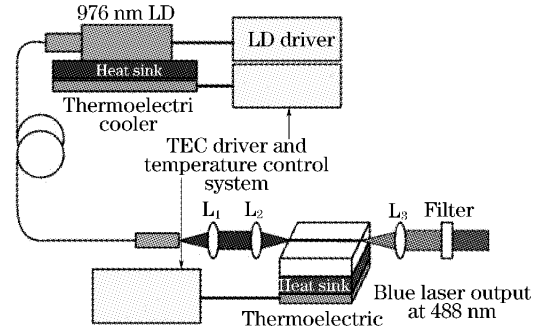 976 nm LD
LD driver
Heat sink
Thermoelectri
cooler
TEC driver and
temperature control
system
L1
L2
L3
Filter
Heat sink
Thermoelectric
Blue laser output
at 488 nm